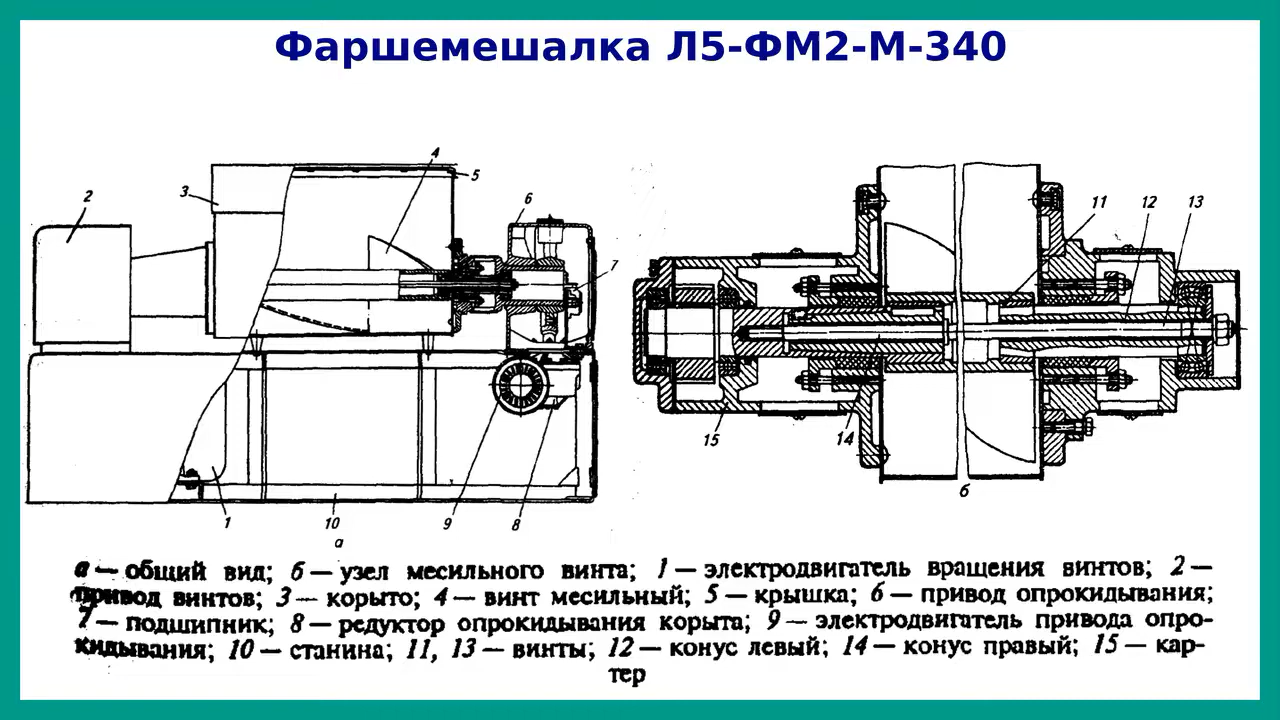 Фаршемешалка Л5-ФМ2-М-340
4
5
3
2
6
7
11
12
13
15
14
б
1
10
9
8
а
а — общий вид; б — узел месильного винта; 1 — электродвигатель вращения винтов; 2 —
привод винтов; 3 — корыто; 4 — винт месильный; 5 — крышка; 6 — привод опрокидывания;
7 — подшипник; 8 — редуктор опрокидывания корыта; 9 — электродвигатель привода опро-
кидывания; 10 — станина; 11, 13 — винты; 12 — конус левый; 14 — конус правый; 15 — кар-
тер